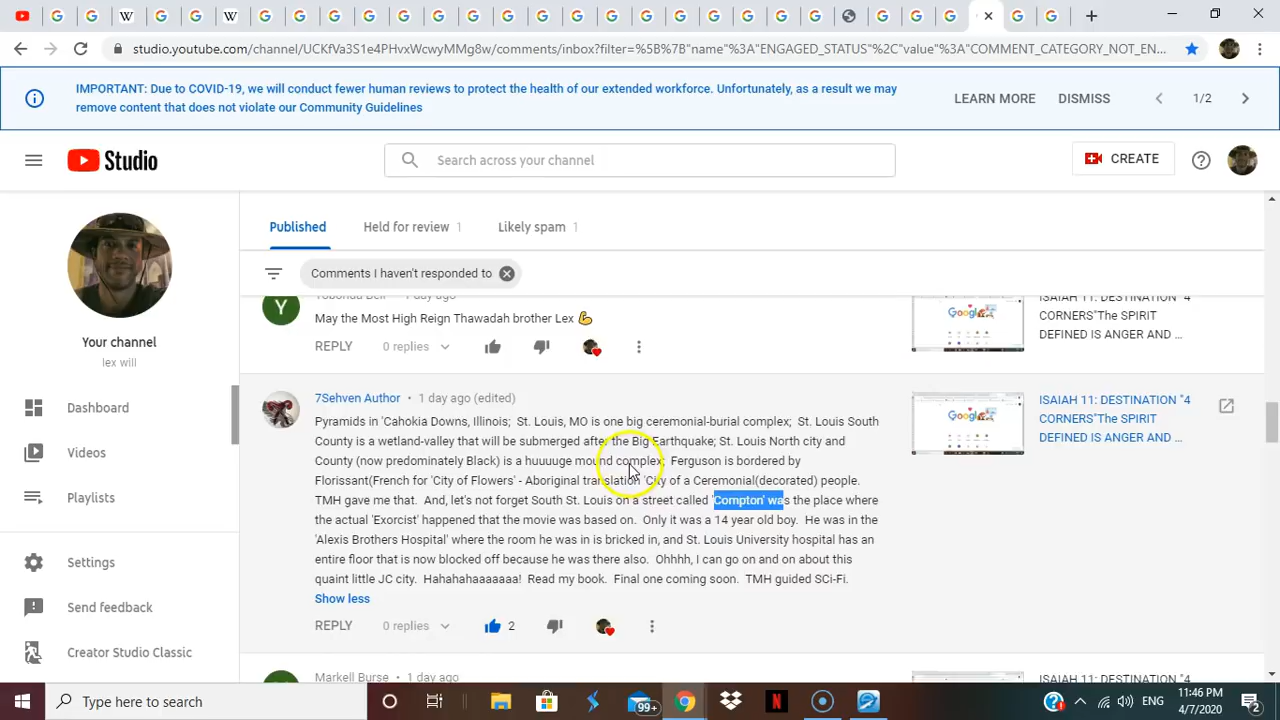 studio.youtube.com/channel/UCKfVa3S1e4PHvxWcwyMMg8w/comments/inbox?filter=%5B%7B"name"%3A"ENGAGED_STATUS"%2C"value"%3A"COMMENT_CATEGORY_NOT_EN...
IMPORTANT: Due to COVID-19, we will conduct fewer human reviews to protect the health of our extended workforce. Unfortunately, as a result we may
remove content that does not violate our Community Guidelines
LEARN MORE DISMISS 1/2
Studio
Search across your channel
CREATE
Published Held for review 1 Likely spam 1
Comments I haven't responded to
Your channel
lex will
Dashboard
Videos
Playlists
Settings
Send feedback
Creator Studio Classic
Y
1 day ago
May the Most High Reign Thawadah brother Lex 💪
REPLY 0 replies
ISAIAH 11: DESTINATION "4
CORNERS"The SPIRIT
DEFINED IS ANGER AND ...
7Sehven Author • 1 day ago (edited)
Pyramids in 'Cahokia Downs, Illinois; St. Louis, MO is one big ceremonial-burial complex; St. Louis South
County is a wetland-valley that will be submerged after the Big Earthquake; St. Louis North city and
County (now predominately Black) is a huuuuge mound complex; Ferguson is bordered by
Florissant(French for 'City of Flowers' - Aboriginal translation 'City of a Ceremonial(decorated) people.
TMH gave me that. And, let's not forget South St. Louis on a street called 'Compton' was the place where
the actual 'Exorcist' happened that the movie was based on. Only it was a 14 year old boy. He was in the
'Alexis Brothers Hospital' where the room he was in is bricked in, and St. Louis University hospital has an
entire floor that is now blocked off because he was there also. Ohhhh, I can go on and on about this
quaint little JC city. Hahahahaaaaaaa! Read my book. Final one coming soon. TMH guided SCi-Fi.
Show less
REPLY 0 replies 2
ISAIAH 11: DESTINATION "4
CORNERS"The SPIRIT
DEFINED IS ANGER AND ...
Markell Burse • 1 day ago
ISAIAH 11: DESTINATION "4
Type here to search
99+
ENG
11:46 PM
4/7/2020
2